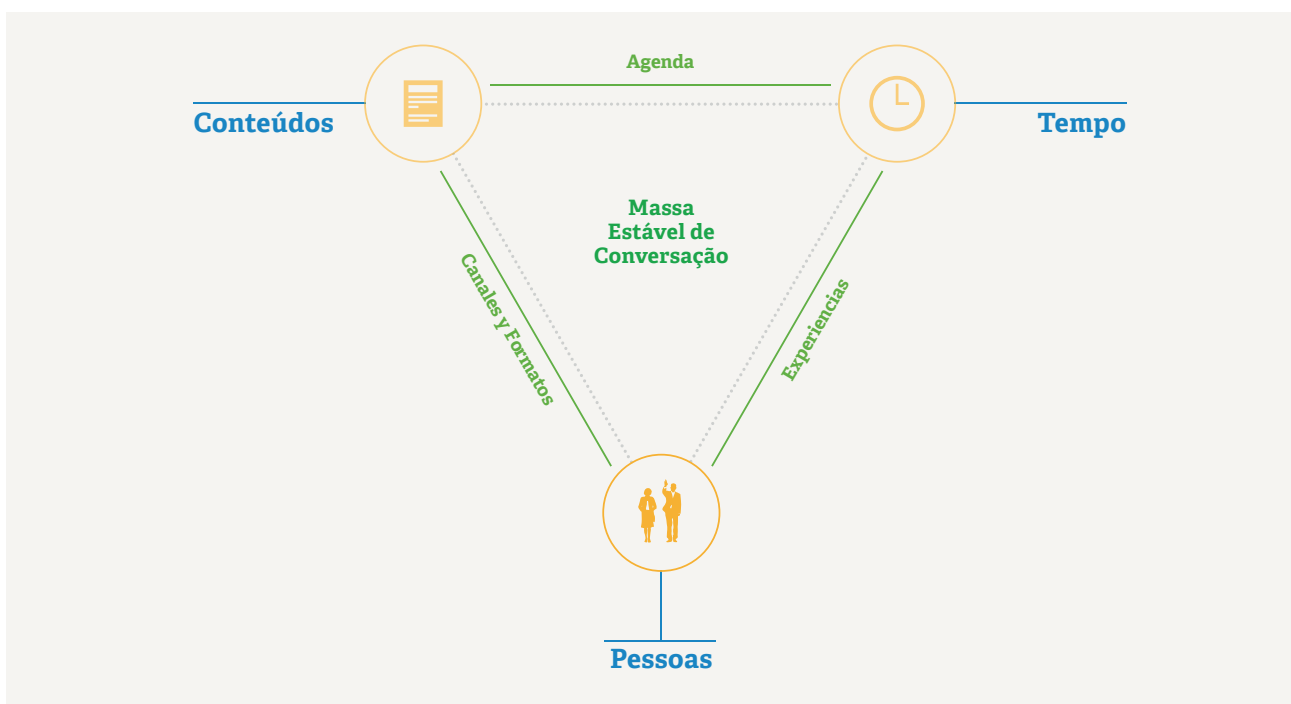 Agenda
Conteúdos
Tempo
Massa
Estável de
Conversação
Canales y Formatos
Experiencias
Pessoas